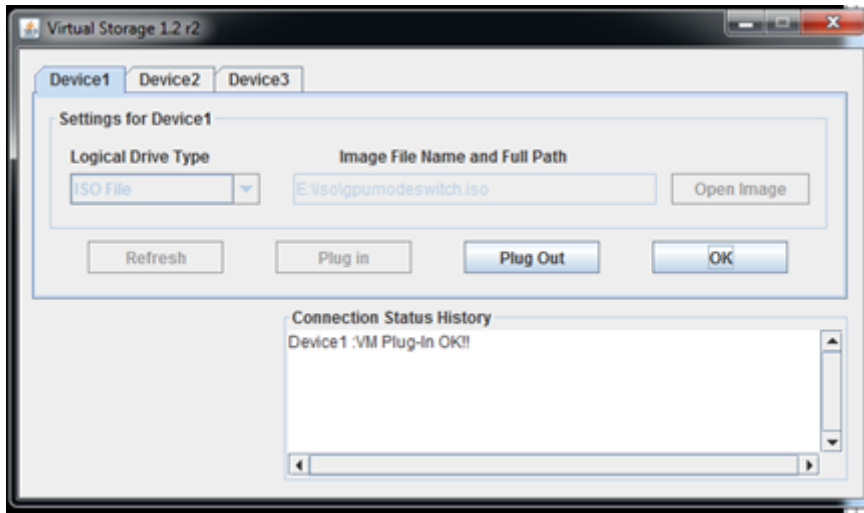 Virtual Storage 1.2 r2
Device1 Device2 Device3
Settings for Device1
Logical Drive Type Image File Name and Full Path
ISO File E:\iso\gpumodeswitch.iso Open Image
Refresh Plug in Plug Out OK
Connection Status History
Device1 :VM Plug-In OK!!